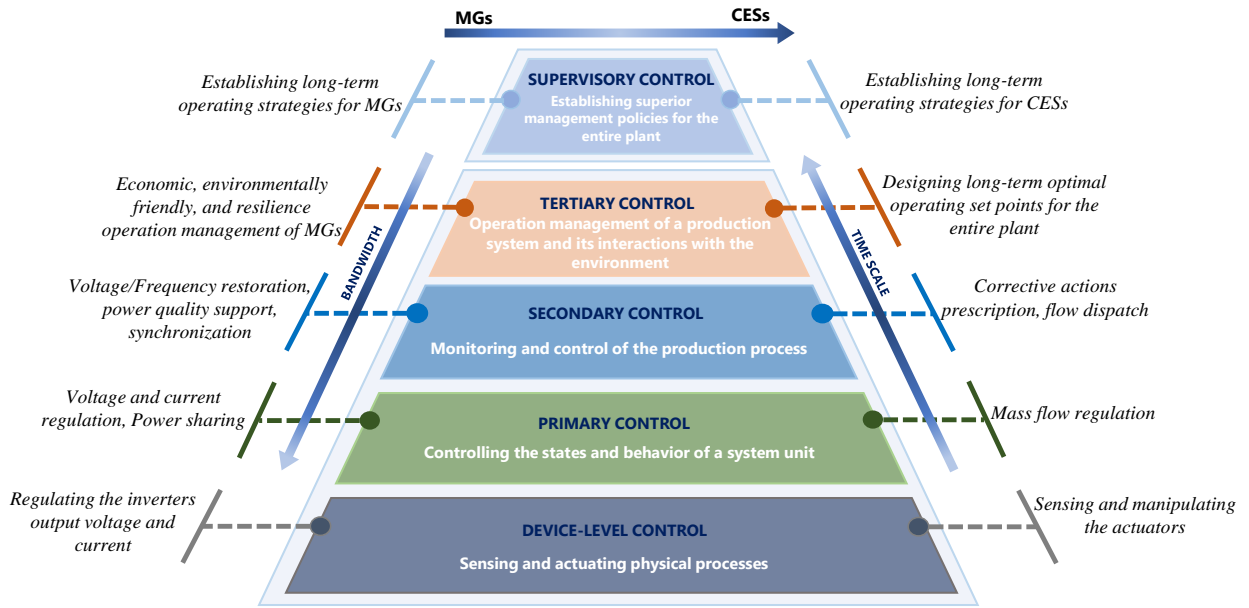 MGs
CESs
Establishing long-term
operating strategies for MGs
SUPERVISORY CONTROL
Establishing superior
management policies for the
entire plant
Establishing long-term
operating strategies for CESs
Economic, environmentally
friendly, and resilience
operation management of MGs
TERTIARY CONTROL
Operation management of a production
system and its interactions with the
environment
Designing long-term optimal
operating set points for the
entire plant
BANDWIDTH
TIME SCALE
Voltage/Frequency restoration,
power quality support,
synchronization
SECONDARY CONTROL
Monitoring and control of the production process
Corrective actions
prescription, flow dispatch
Voltage and current
regulation, Power sharing
PRIMARY CONTROL
Controlling the states and behavior of a system unit
Mass flow regulation
Regulating the inverters
output voltage and
current
DEVICE-LEVEL CONTROL
Sensing and actuating physical processes
Sensing and manipulating
the actuators